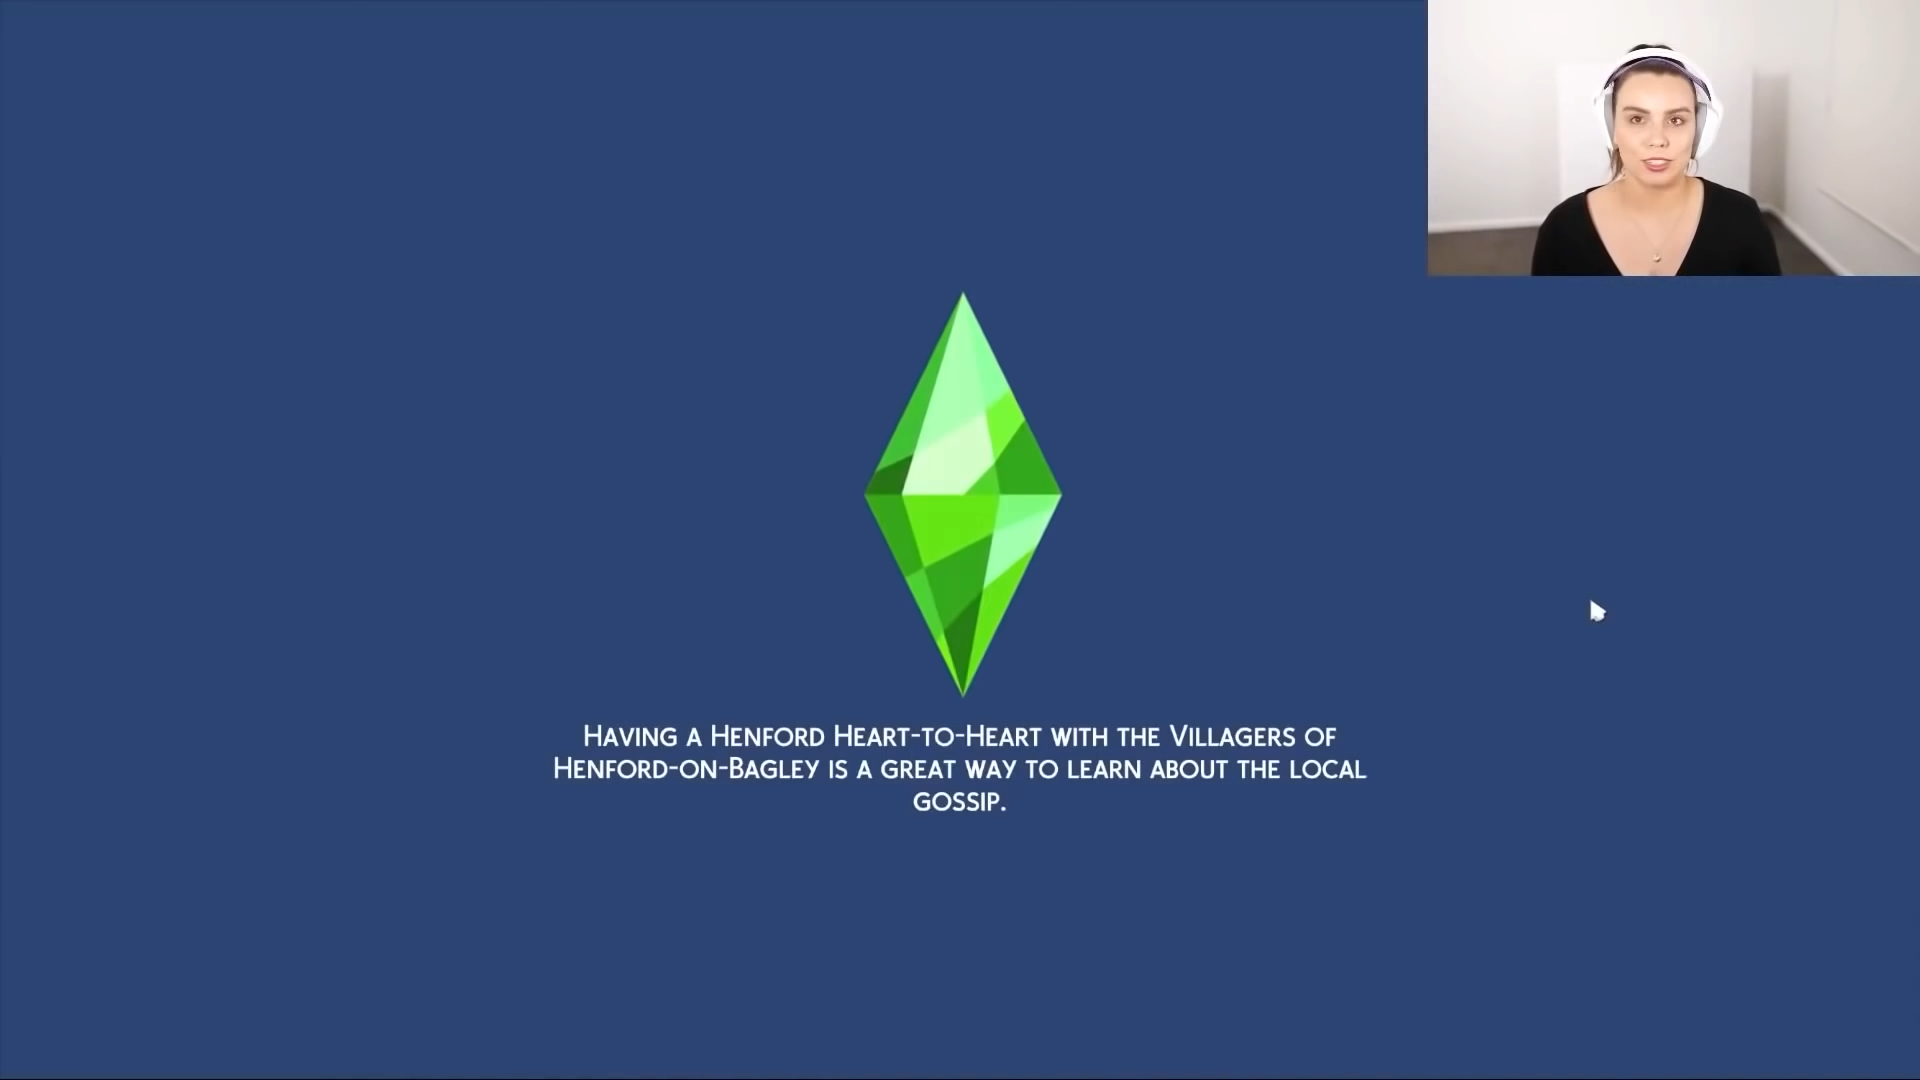 Having a Henford Heart-to-Heart with the Villagers of
Henford-on-Bagley is a great way to learn about the local
gossip.